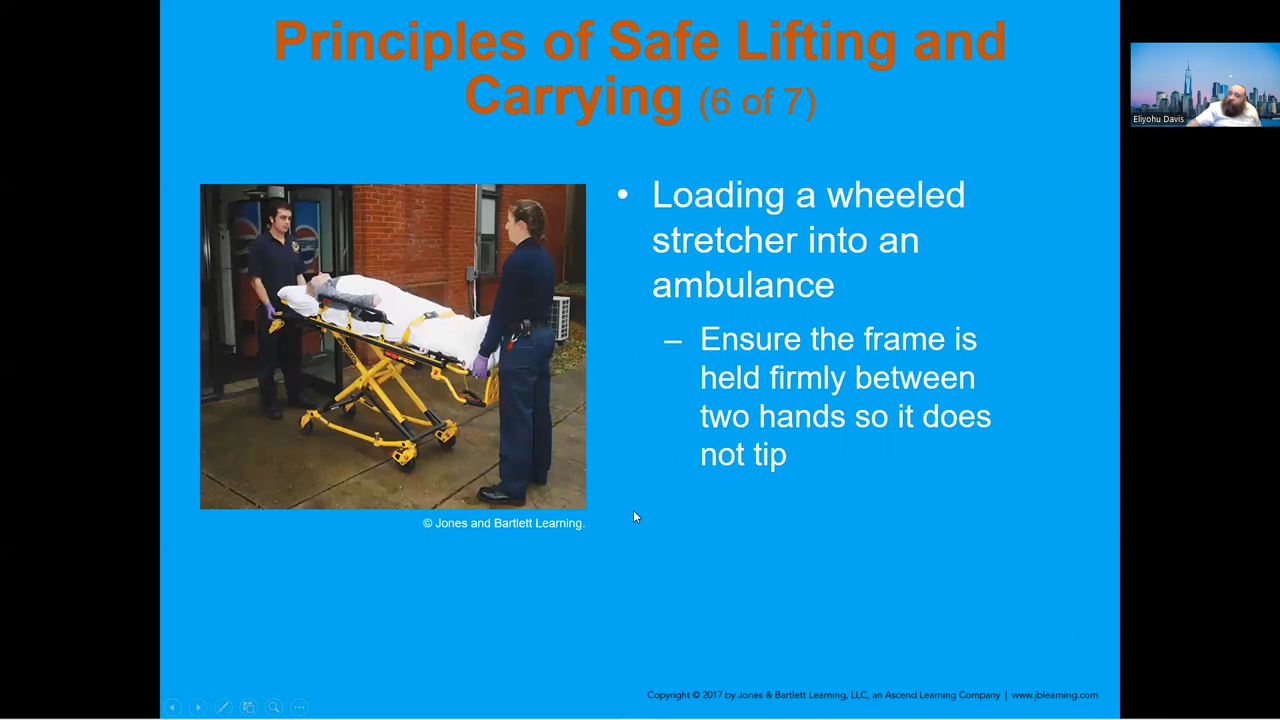 Principles of Safe Lifting and
Carrying (6 of 7)
Eliyohu Davis
• Loading a wheeled
stretcher into an
ambulance
– Ensure the frame is
held firmly between
two hands so it does
not tip
© Jones and Bartlett Learning.
Copyright © 2017 by Jones & Bartlett Learning, LLC, an Ascend Learning Company | www.jblearning.com